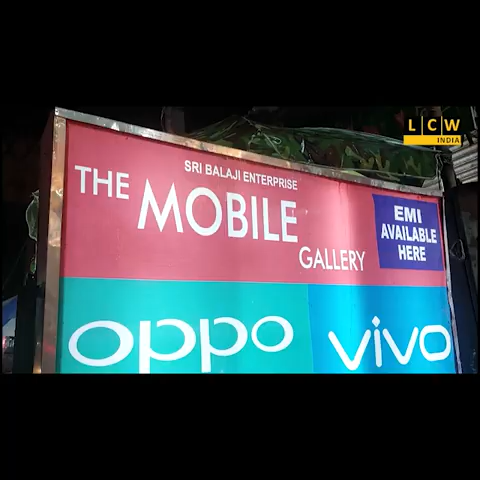 LCW
INDIA
SRI BALAJI ENTERPRISE
THE MOBILE GALLERY
EMI
AVAILABLE
HERE
oppo
vivo